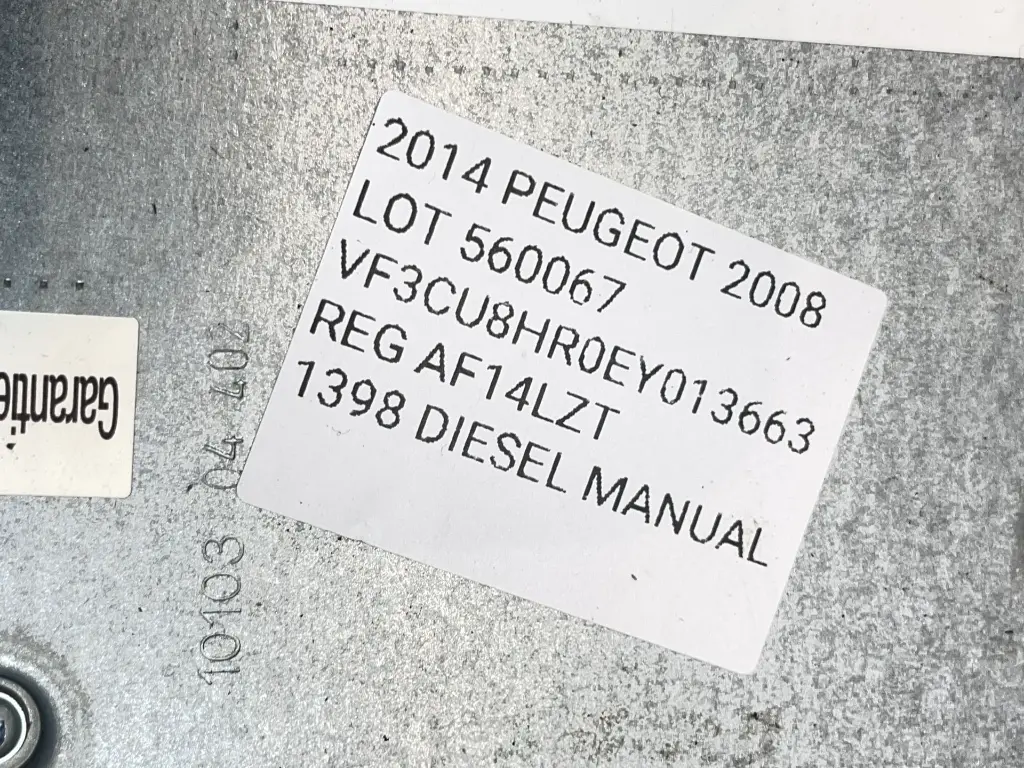 2014 PEUGEOT 2008
LOT 560067
VF3CU8HR0EY013663
REG AF14LZT
1398 DIESEL MANUAL
10103 04 402